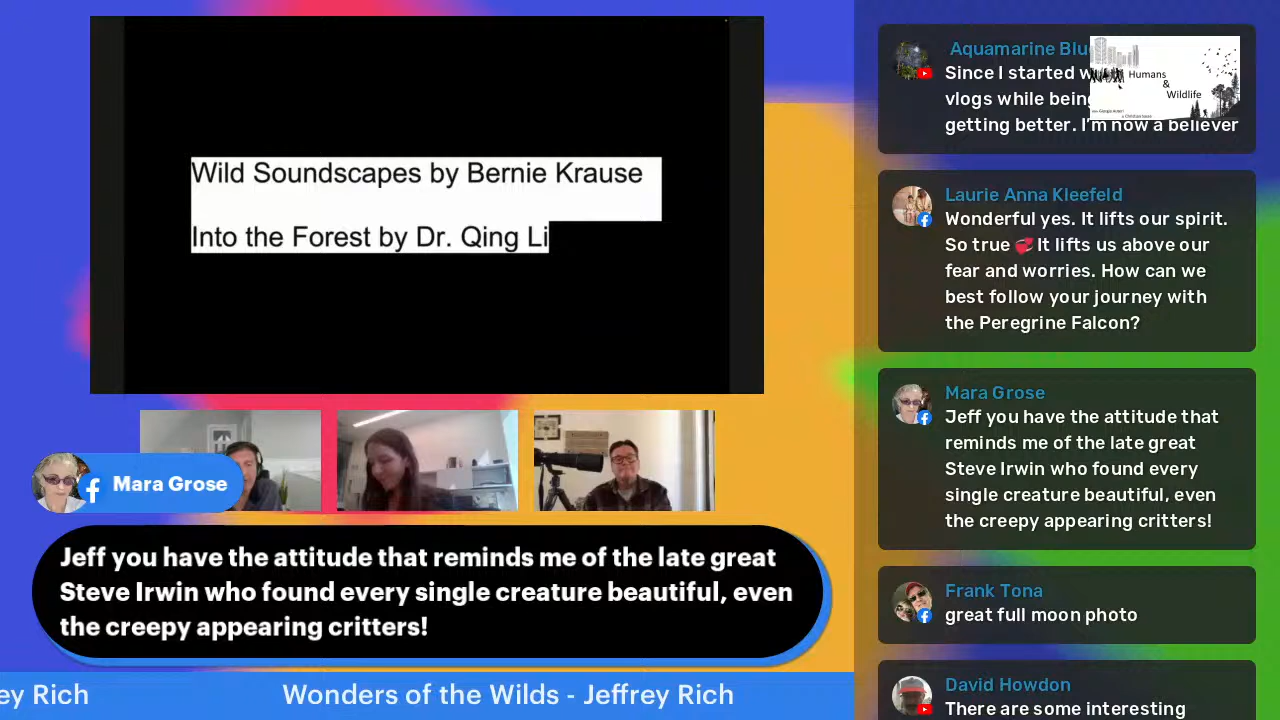 Wild Soundscapes by Bernie Krause
Into the Forest by Dr. Qing Li
Mara Grose
Jeff you have the attitude that reminds me of the late great
Steve Irwin who found every single creature beautiful, even
the creepy appearing critters!
ey Rich
Wonders of the Wilds - Jeffrey Rich
Aquamarine Blu
Since I started w
vlogs while being
getting better. I'm now a believer
Humans
&
Wildlife
Laurie Anna Kleefeld
Wonderful yes. It lifts our spirit.
So true 💞 It lifts us above our
fear and worries. How can we
best follow your journey with
the Peregrine Falcon?
Mara Grose
Jeff you have the attitude that
reminds me of the late great
Steve Irwin who found every
single creature beautiful, even
the creepy appearing critters!
Frank Tona
great full moon photo
David Howdon
There are some interesting